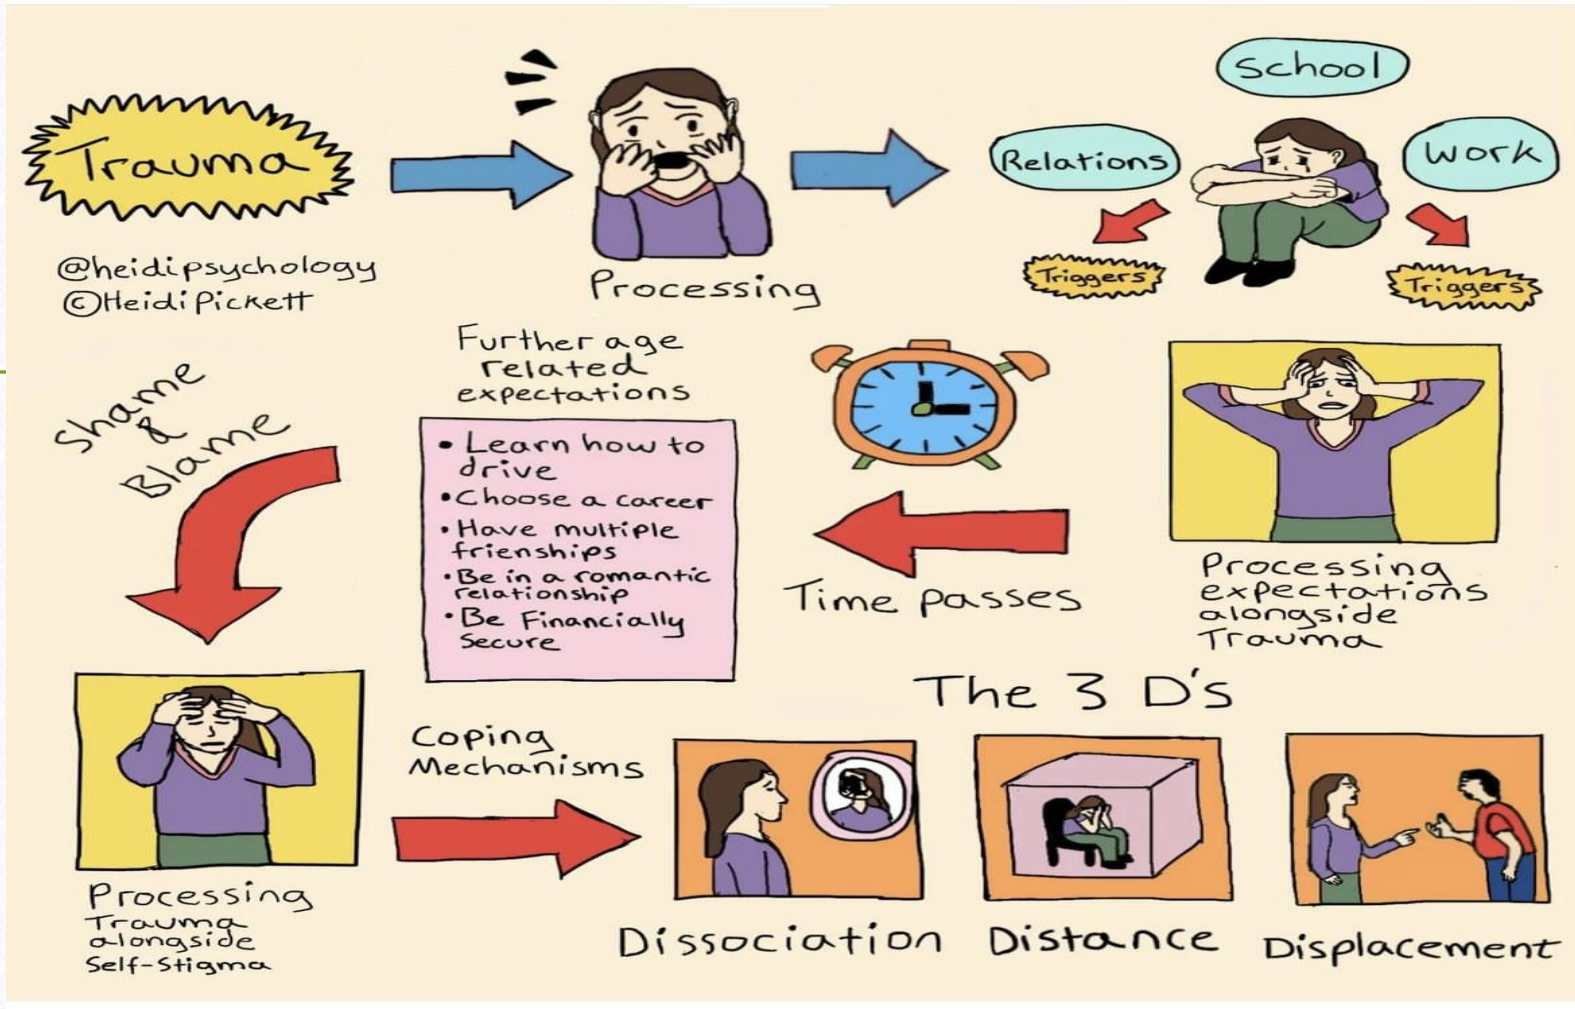 Trauma
@heidipsychology
©Heidi Pickett
Processing
School
Relations
Work
Triggers
Triggers
Processing
expectations
alongside
Trauma
Time passes
Further age
related
expectations
• Learn how to
drive
• Choose a career
• Have multiple
frienships
• Be in a romantic
relationship
• Be Financially
Secure
Shame
&
Blame
Processing
Trauma
alongside
Self-Stigma
Coping
Mechanisms
The 3 D's
Dissociation
Distance
Displacement